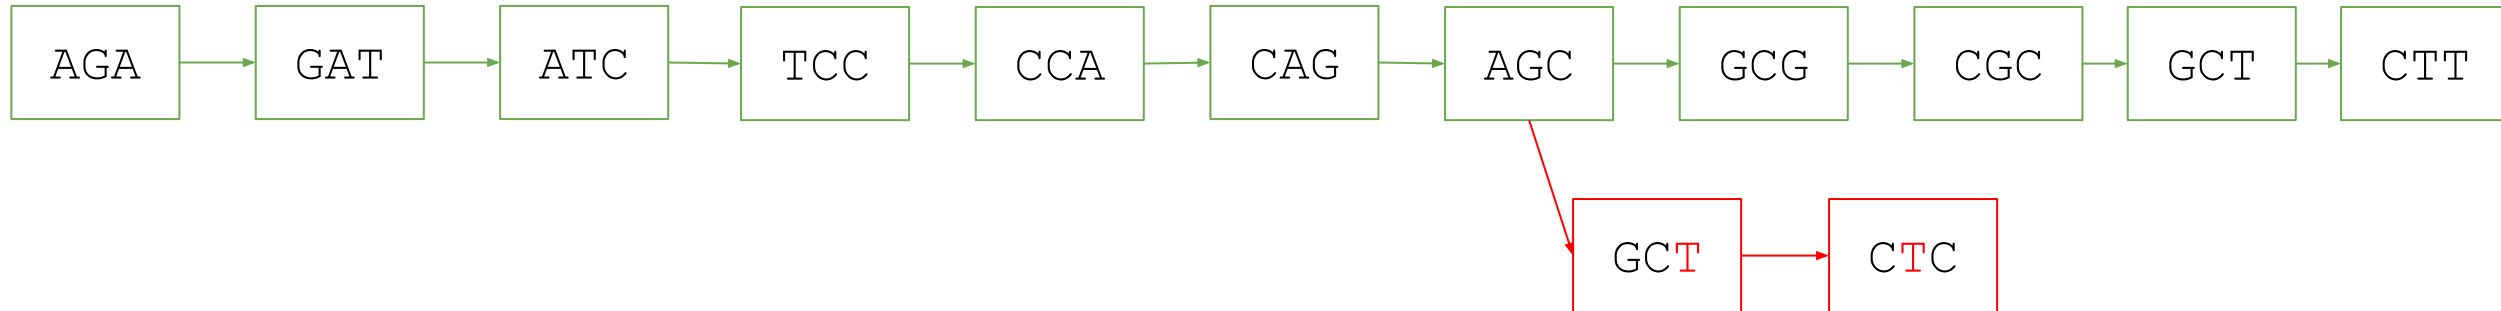 AGA GAT ATC TCC CCA CAG AGC GCG CGC GCT CTT
GCT CTC